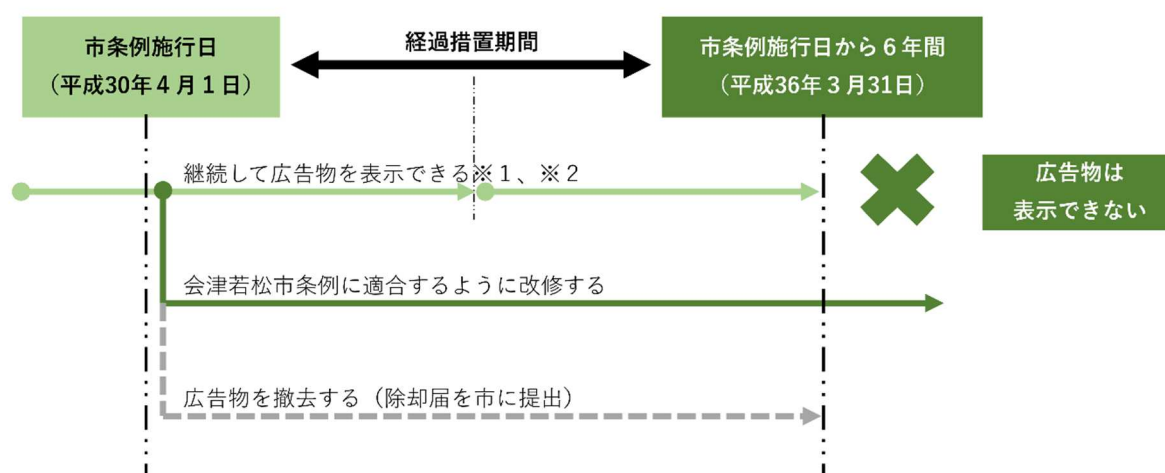 市条例施行日
（平成30年４月１日）
経過措置期間
市条例施行日から６年間
（平成36年３月31日）
継続して広告物を表示できる※１、※２
広告物は
表示できない
会津若松市条例に適合するように改修する
広告物を撤去する（除却届を市に提出）